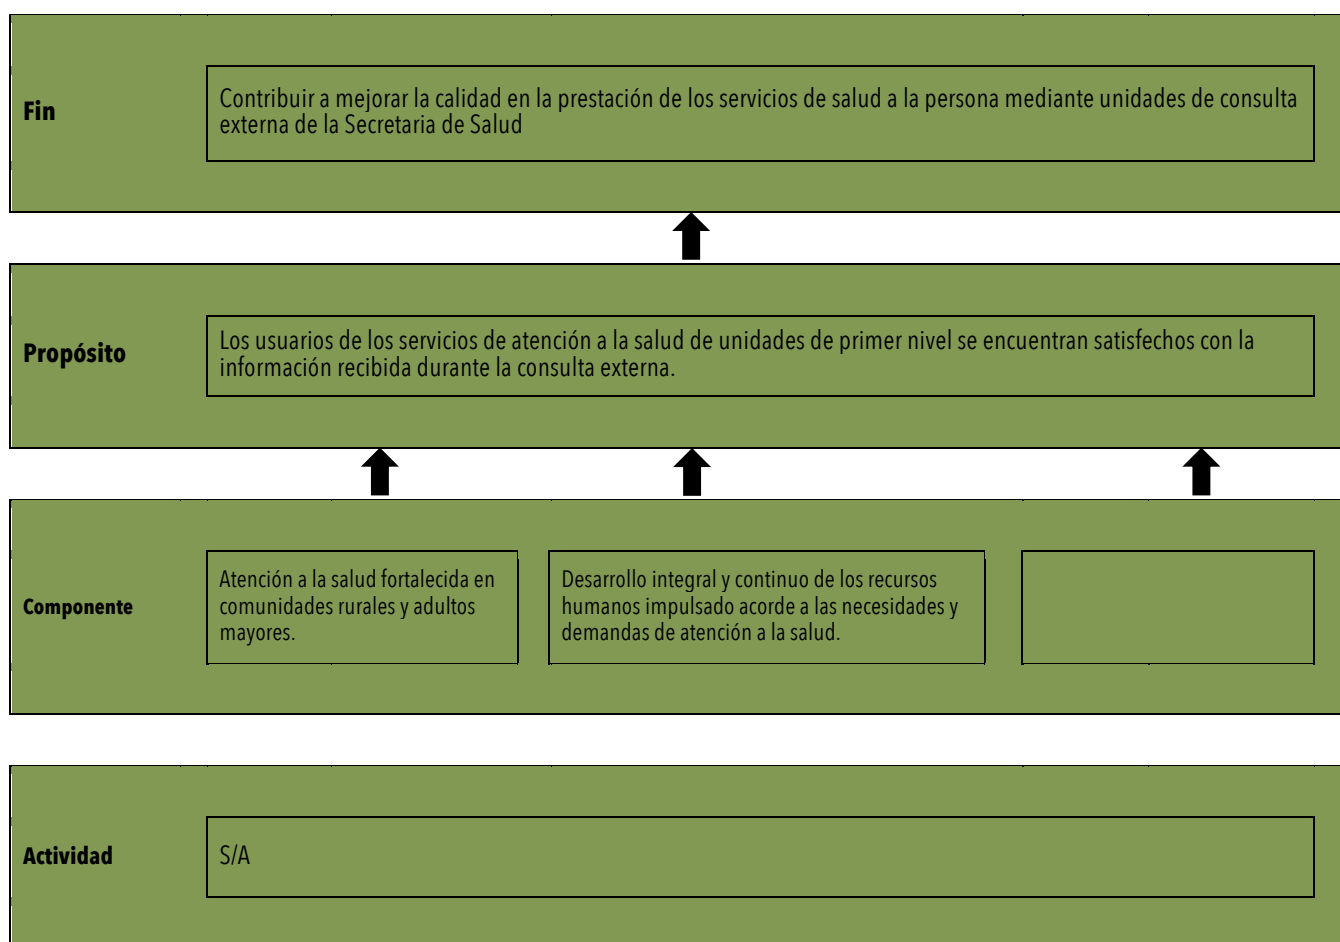 Fin
Contribuir a mejorar la calidad en la prestación de los servicios de salud a la persona mediante unidades de consulta
externa de la Secretaria de Salud
Propósito
Los usuarios de los servicios de atención a la salud de unidades de primer nivel se encuentran satisfechos con la
información recibida durante la consulta externa.
Componente
Atención a la salud fortalecida en
comunidades rurales y adultos
mayores.
Desarrollo integral y continuo de los recursos
humanos impulsado acorde a las necesidades y
demandas de atención a la salud.
Actividad
S/A